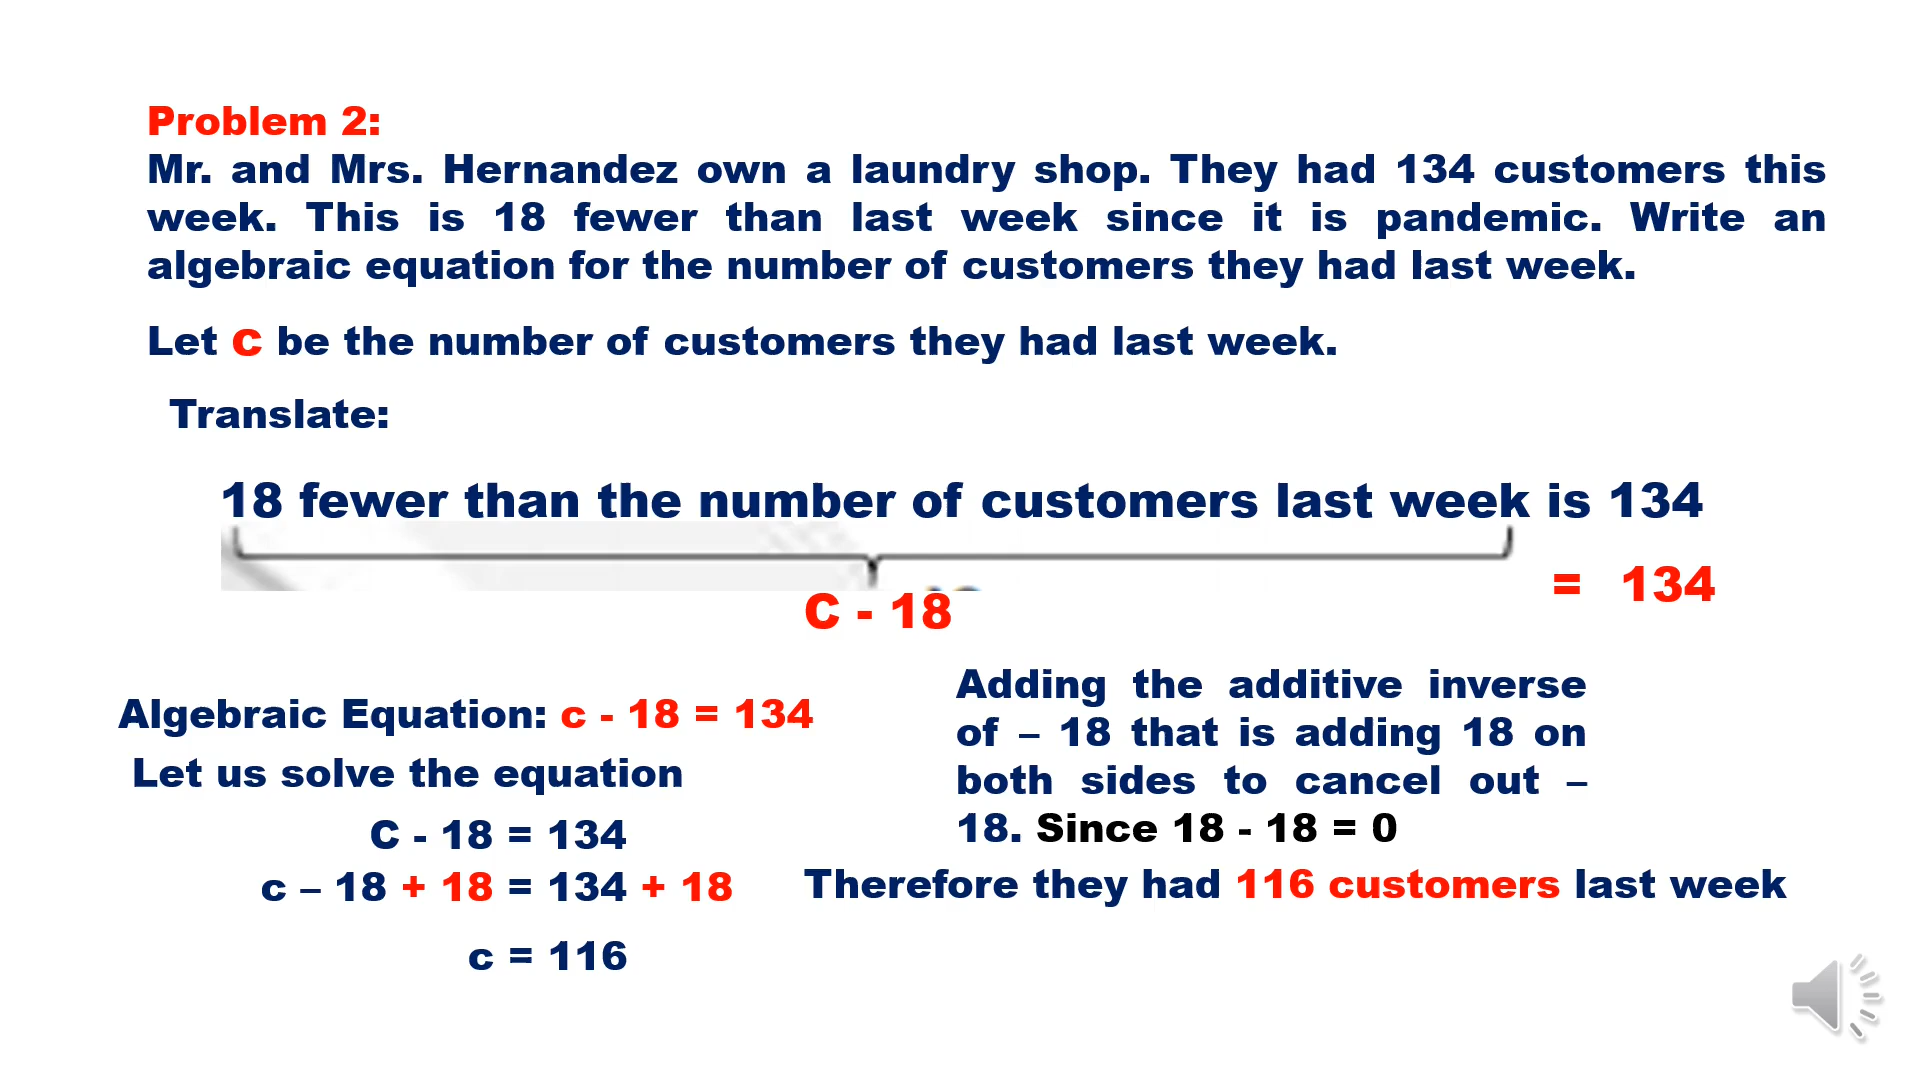 Problem 2:
Mr. and Mrs. Hernandez own a laundry shop. They had 134 customers this
week. This is 18 fewer than last week since it is pandemic. Write an
algebraic equation for the number of customers they had last week.
Let C be the number of customers they had last week.
Translate:
18 fewer than the number of customers last week is 134
C - 18
= 134
Algebraic Equation: c - 18 = 134
Let us solve the equation
C - 18 = 134
c – 18 + 18 = 134 + 18
c = 116
Adding the additive inverse
of – 18 that is adding 18 on
both sides to cancel out –
18. Since 18 - 18 = 0
Therefore they had 116 customers last week